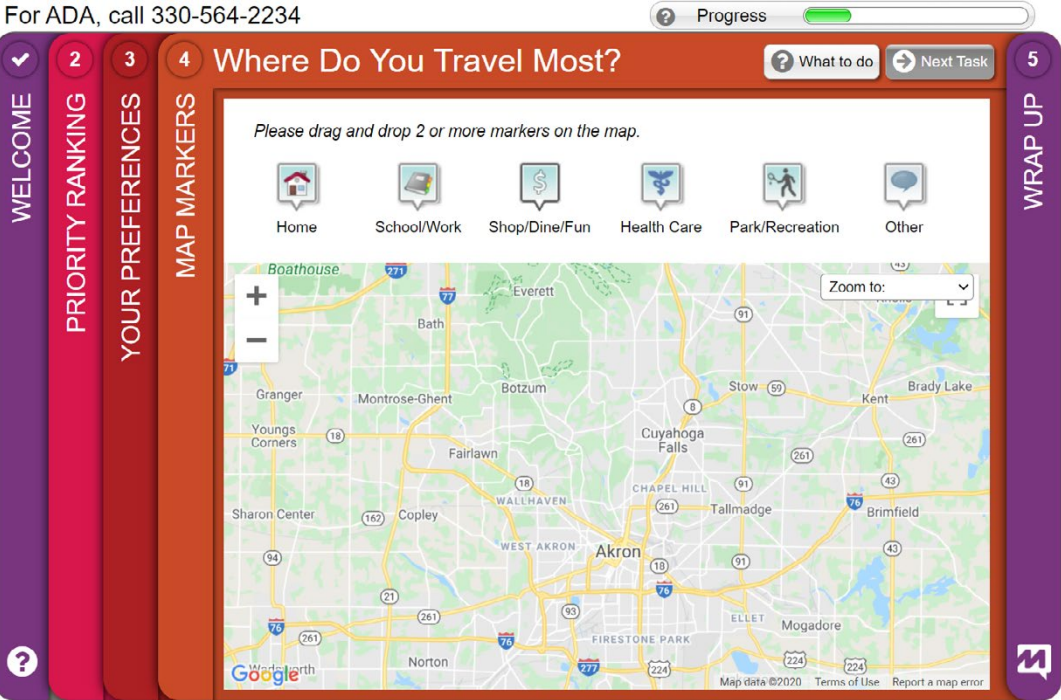 For ADA, call 330-564-2234
? Progress
WELCOME
2
PRIORITY RANKING
3
YOUR PREFERENCES
4
MAP MARKERS
Where Do You Travel Most?
? What to do
Next Task
5
WRAP UP
Please drag and drop 2 or more markers on the map.
Home
School/Work
Shop/Dine/Fun
Health Care
Park/Recreation
Other
Zoom to:
+
−
Boathouse
271
43
77
Everett
Bath
91
71
Granger
Montrose-Ghent
Botzum
Stow
59
Kent
Brady Lake
8
Youngs
Corners
18
Cuyahoga
Falls
261
Fairlawn
261
18
WALLHAVEN
CHAPEL HILL
91
43
261
Tallmadge
76
Brimfield
Sharon Center
162
Copley
WEST AKRON
Akron
43
94
18
91
76
21
261
93
ELLET
Mogadore
76
261
76
FIRESTONE PARK
Norton
277
224
224
224
Google
Map data ©2020
Terms of Use
Report a map error
?